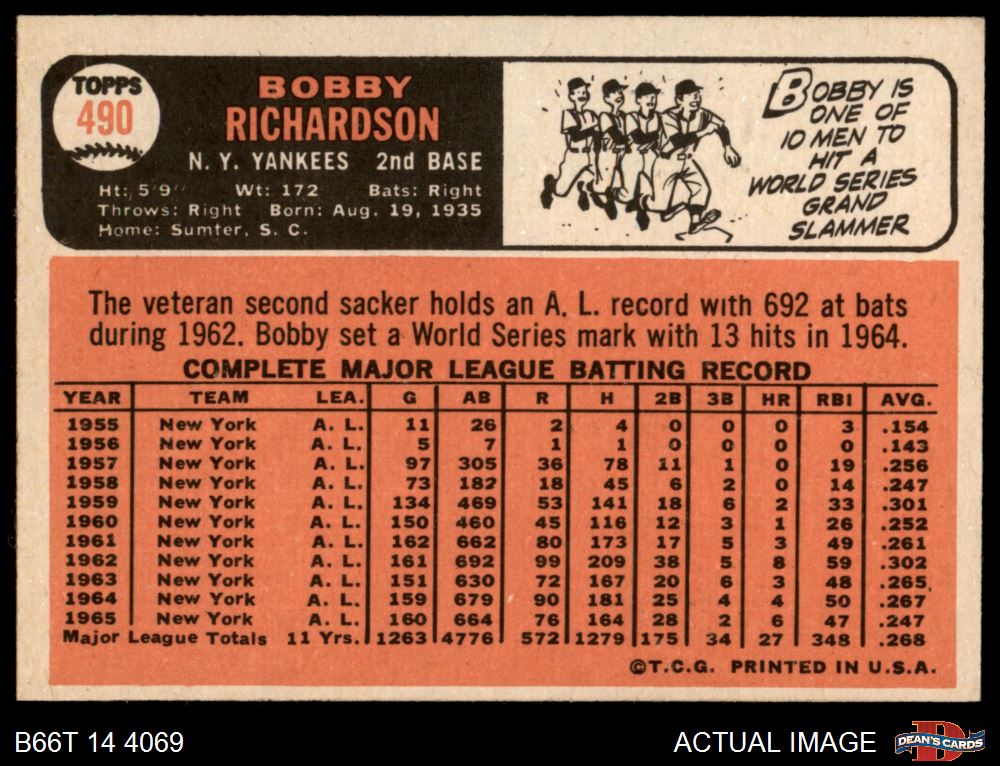 TOPPS
490
BOBBY
RICHARDSON
N. Y. YANKEES 2nd BASE
Ht: 5'9" Wt: 172 Bats: Right
Throws: Right Born: Aug. 19, 1935
Home: Sumter, S. C.
BOBBY IS
ONE OF
10 MEN TO
HIT A
WORLD SERIES
GRAND
SLAMMER
The veteran second sacker holds an A. L. record with 692 at bats
during 1962. Bobby set a World Series mark with 13 hits in 1964.
COMPLETE MAJOR LEAGUE BATTING RECORD
YEAR TEAM LEA. G AB R H 2B 3B HR RBI AVG.
1955 New York A. L. 11 26 2 4 0 0 0 3 .154
1956 New York A. L. 5 7 1 1 0 0 0 0 .143
1957 New York A. L. 97 305 36 78 11 1 0 19 .256
1958 New York A. L. 73 182 18 45 6 2 0 14 .247
1959 New York A. L. 134 469 53 141 18 6 2 33 .301
1960 New York A. L. 150 460 45 116 12 3 1 26 .252
1961 New York A. L. 162 662 80 173 17 5 3 49 .261
1962 New York A. L. 161 692 99 209 38 5 8 59 .302
1963 New York A. L. 151 630 72 167 20 6 3 48 .265
1964 New York A. L. 159 679 90 181 25 4 4 50 .267
1965 New York A. L. 160 664 76 164 28 2 6 47 .247
Major League Totals 11 Yrs. 1263 4776 572 1279 175 34 27 348 .268
©T.C.G. PRINTED IN U.S.A.
B66T 14 4069
ACTUAL IMAGE
DEAN'S CARDS